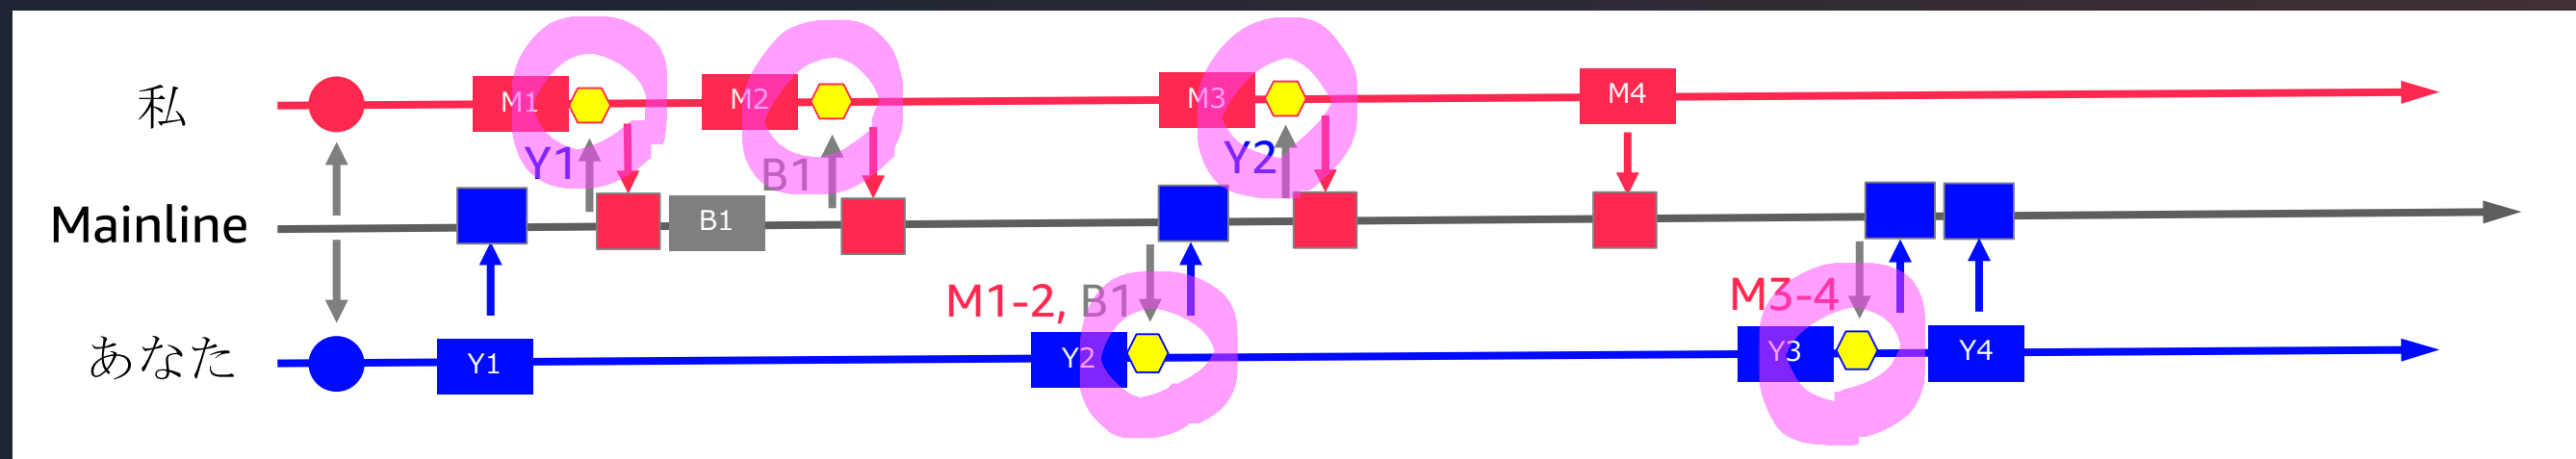 私
M1
M2
M3
M4
Y1
B1
Y2
Mainline
B1
M1-2, B1
M3-4
あなた
Y1
Y2
Y3
Y4